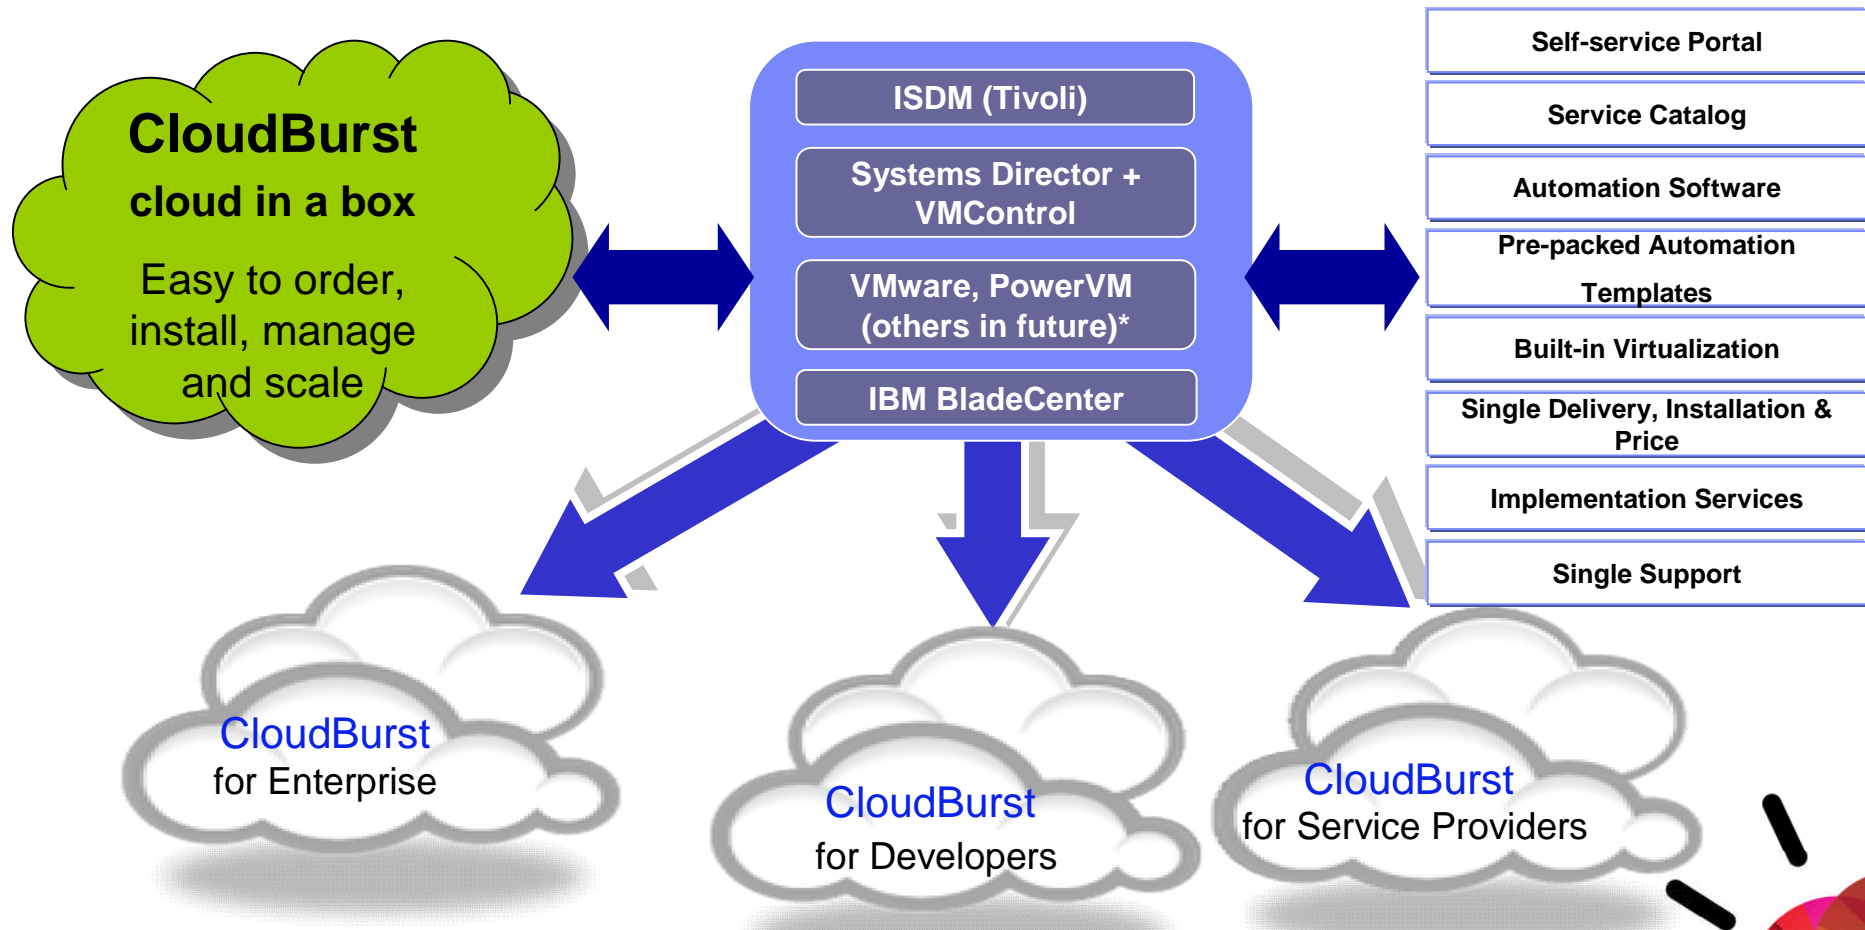 CloudBurst
cloud in a box
Easy to order,
install, manage
and scale
ISDM (Tivoli)
Systems Director +
VMControl
VMware, PowerVM
(others in future)*
IBM BladeCenter
Self-service Portal
Service Catalog
Automation Software
Pre-packed Automation
Templates
Built-in Virtualization
Single Delivery, Installation &
Price
Implementation Services
Single Support
CloudBurst
for Enterprise
CloudBurst
for Developers
CloudBurst
for Service Providers